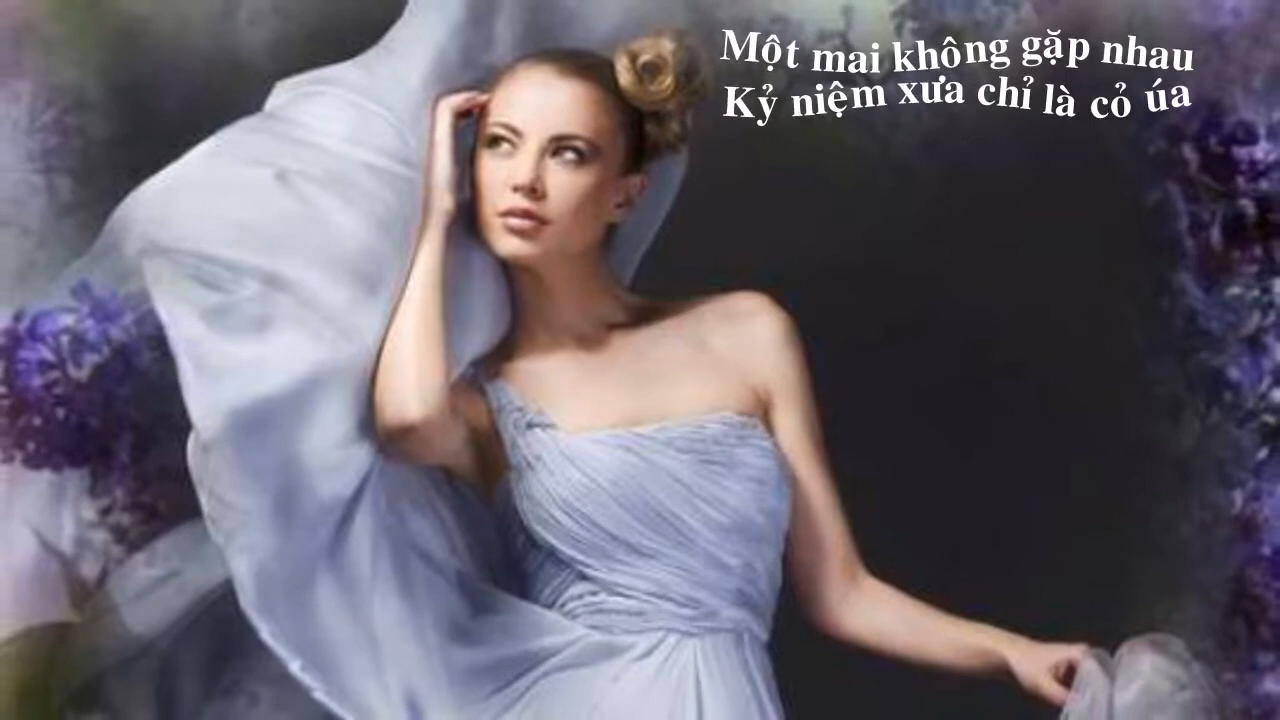 Một mai không gặp nhau
Kỷ niệm xưa chỉ là cỏ úa